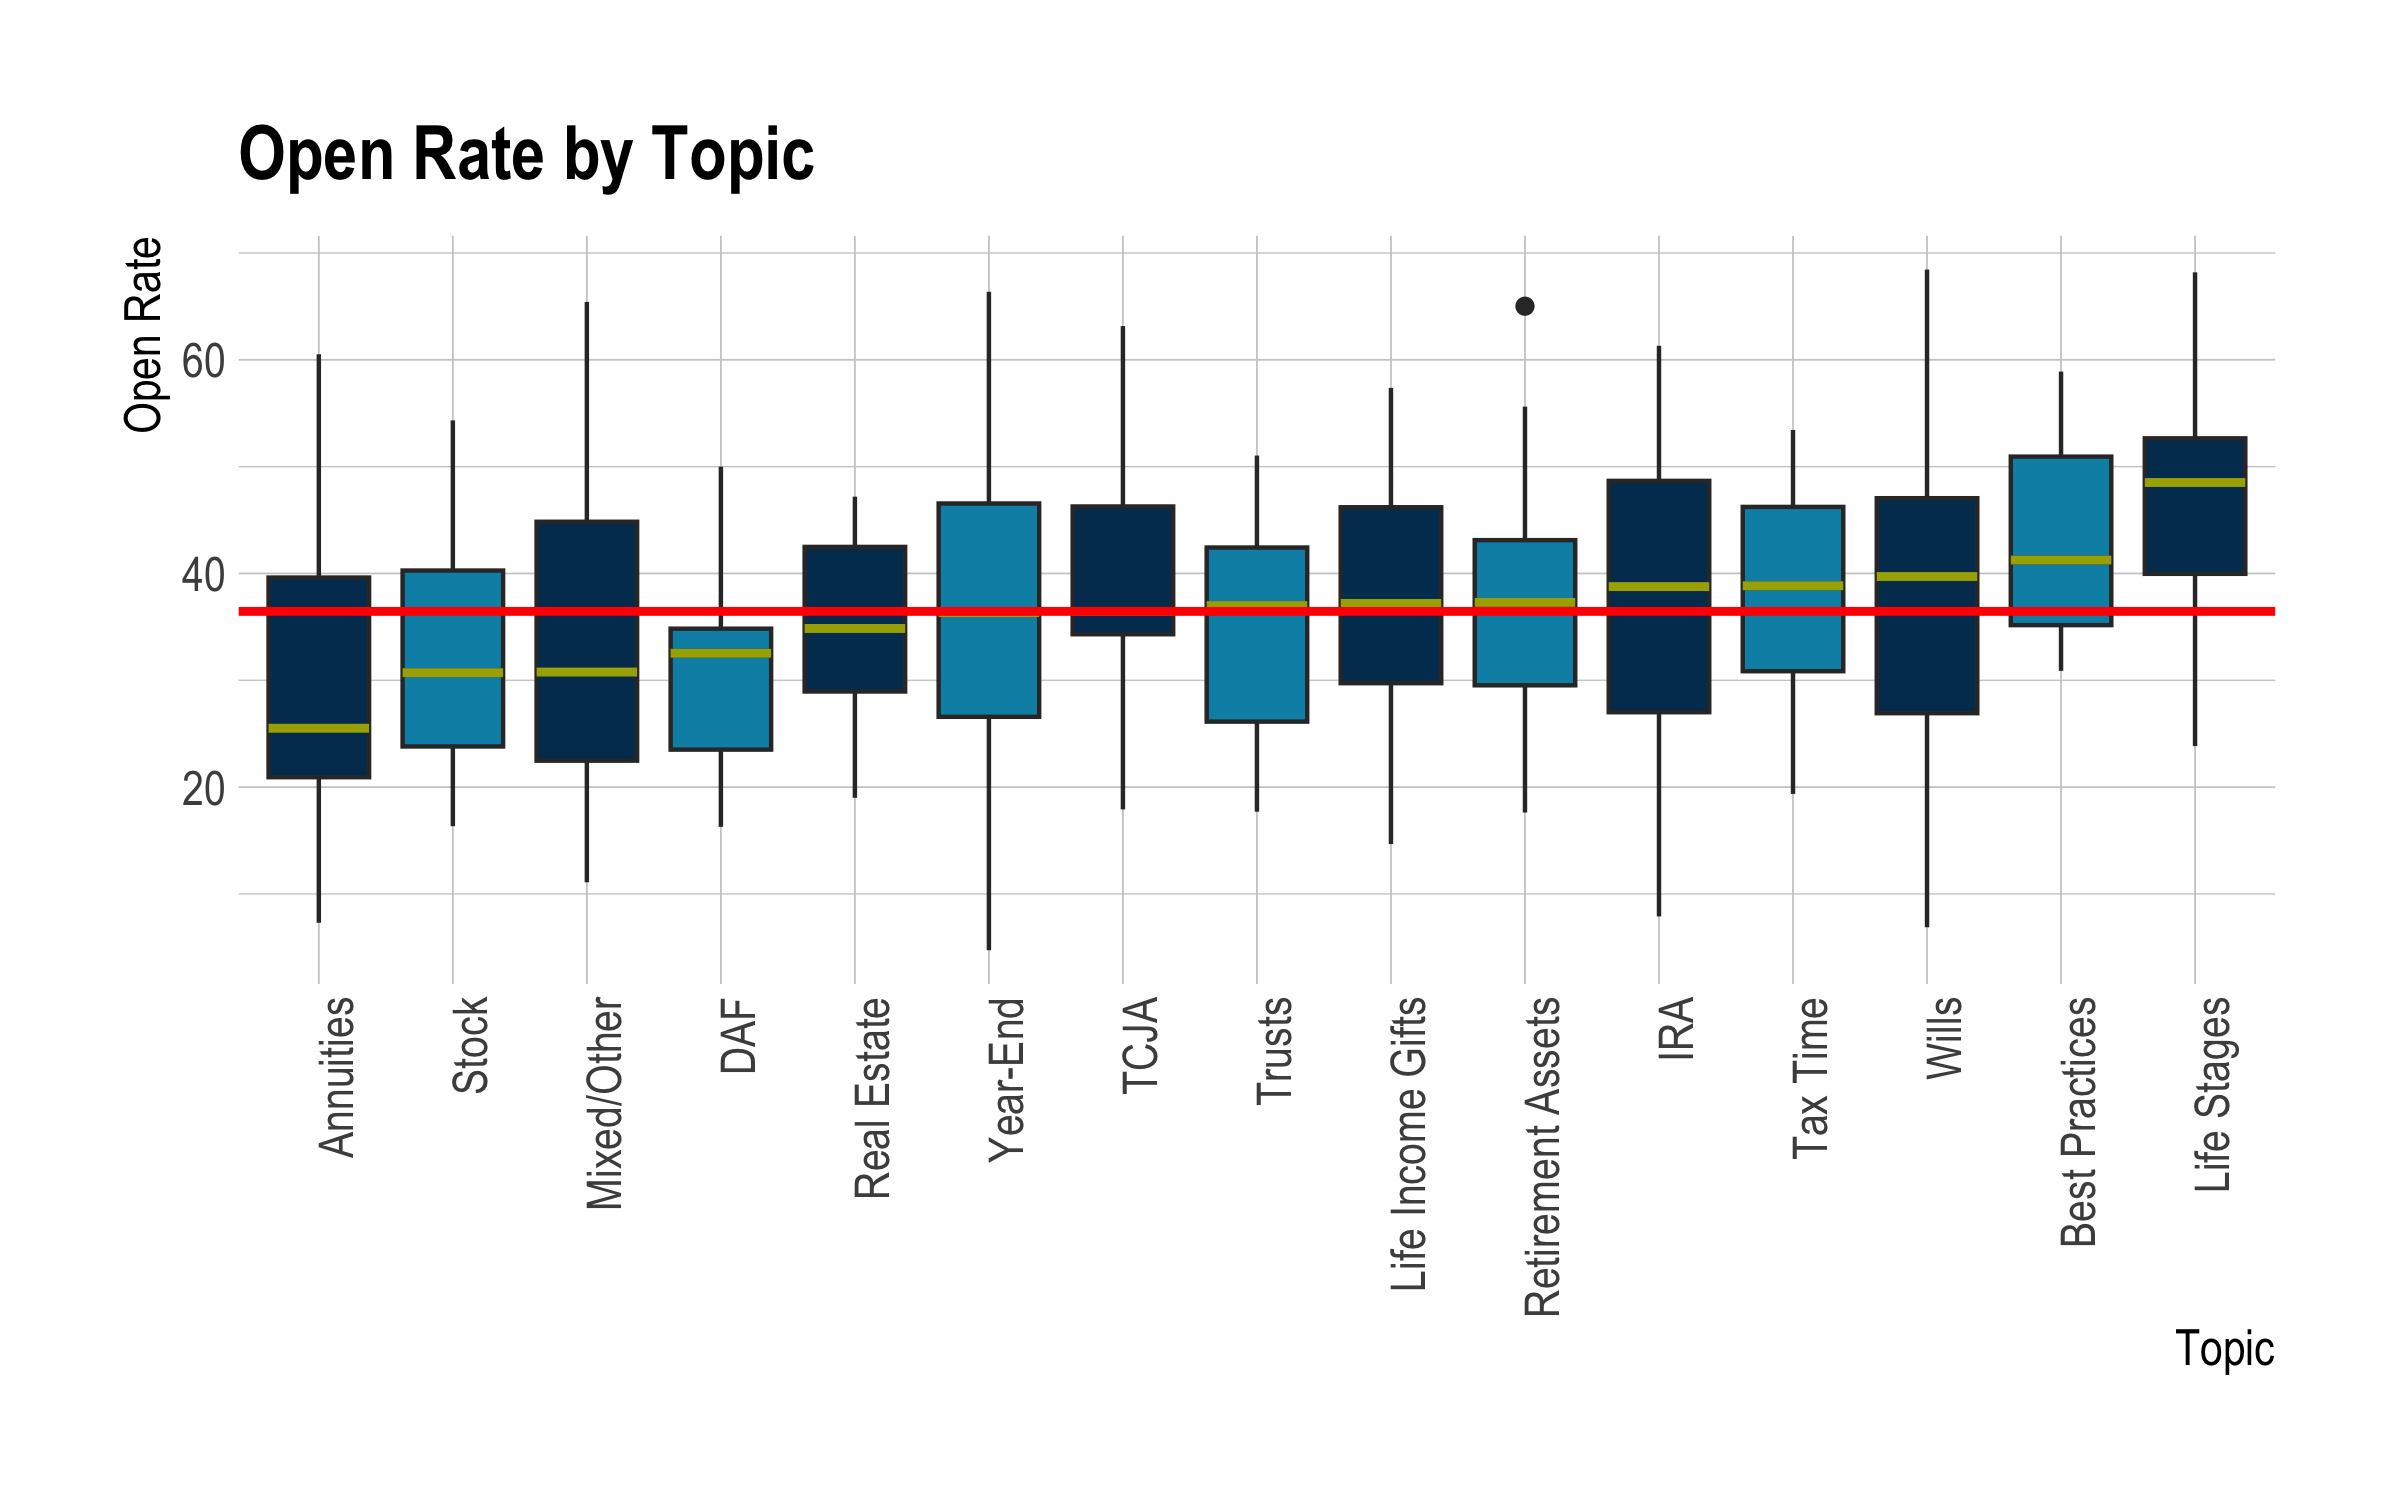 Open Rate by Topic
Open Rate
60
40
20
Annuities
Stock
Mixed/Other
DAF
Real Estate
Year-End
TCJA
Trusts
Life Income Gifts
Retirement Assets
IRA
Tax Time
Wills
Best Practices
Life Stages
Topic